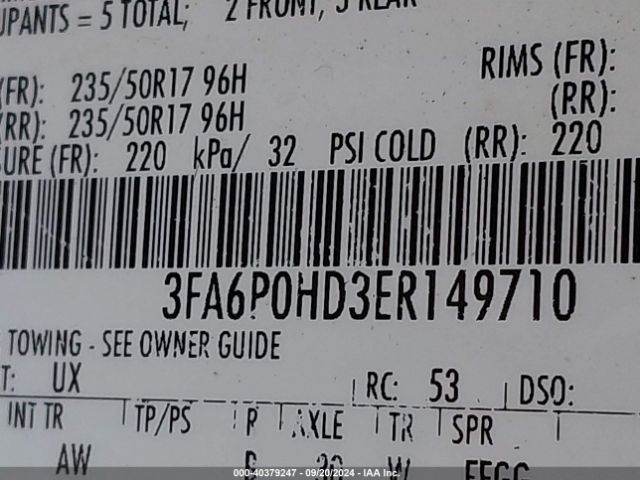 UPANTS = 5 TOTAL; 2 FRONT, 3 REAR
(FR): 235/50R17 96H RIMS (FR):
(RR): 235/50R17 96H (RR):
SURE (FR): 220 kPa/ 32 PSI COLD (RR): 220
3FA6P0HD3ER149710
TOWING - SEE OWNER GUIDE
T: UX RC: 53 DSO:
INT TR TP/PS R AXLE TR SPR
AW
000-40379247 - 09/20/2024 - IAA Inc.